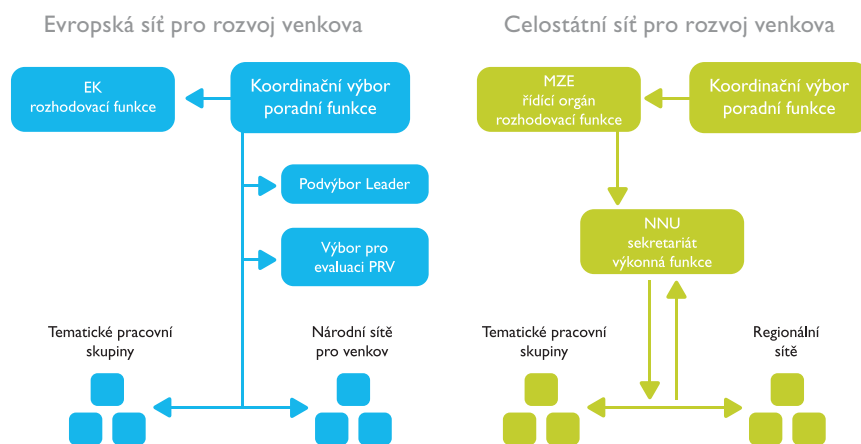 Evropská síť pro rozvoj venkova
EK
rozhodovací funkce
Koordinační výbor
poradní funkce
Podvýbor Leader
Výbor pro
evaluaci PRV
Tematické pracovní
skupiny
Národní sítě
pro venkov
Celostátní síť pro rozvoj venkova
MZE
řídící orgán
rozhodovací funkce
Koordinační výbor
poradní funkce
NNU
sekretariát
výkonná funkce
Tematické pracovní
skupiny
Regionální
sítě